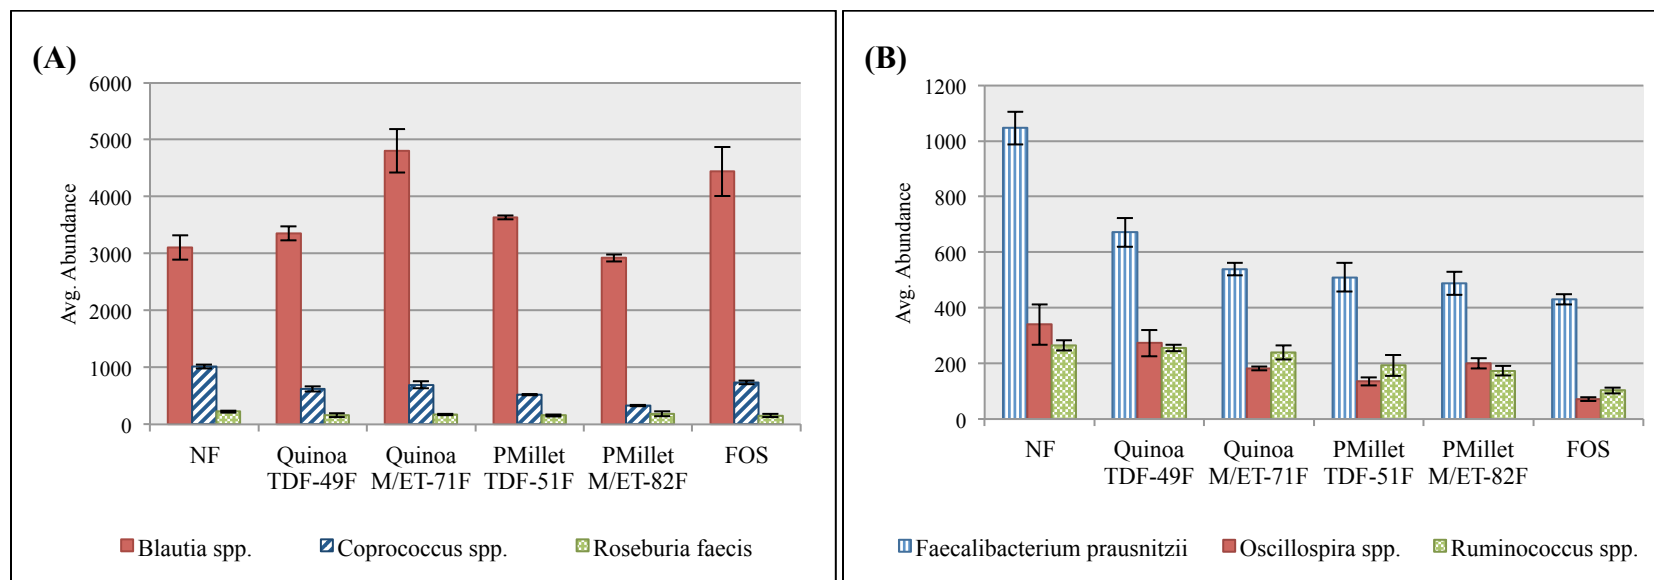 (A)
6000
5000
4000
3000
2000
1000
0
Avg. Abundance
NF
Quinoa
TDF-49F
Quinoa
M/ET-71F
PMillet
TDF-51F
PMillet
M/ET-82F
FOS
Blautia spp.
Coprococcus spp.
Roseburia faecis
(B)
1200
1000
800
600
400
200
0
Avg. Abundance
NF
Quinoa
TDF-49F
Quinoa
M/ET-71F
PMillet
TDF-51F
PMillet
M/ET-82F
FOS
Faecalibacterium prausnitzii
Oscillospira spp.
Ruminococcus spp.